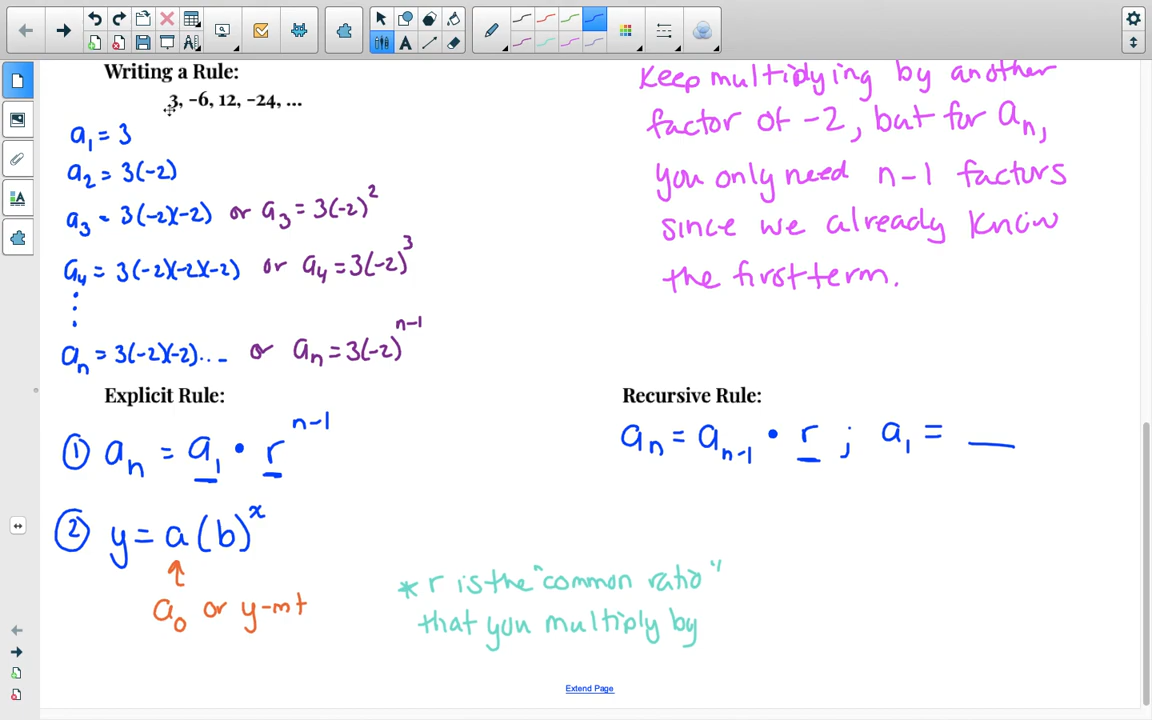 Writing a Rule:
3, -6, 12, -24, ...
a₁ = 3
a₂ = 3(-2)
a₃ = 3(-2)(-2) or a₃ = 3(-2)²
a₄ = 3(-2)(-2)(-2) or a₄ = 3(-2)³
⋮
aₙ = 3(-2)(-2)... or aₙ = 3(-2)ⁿ⁻¹
Keep multiplying by another
factor of -2, but for aₙ,
you only need n-1 factors
since we already know
the first term.
Explicit Rule:
① aₙ = a₁ • rⁿ⁻¹
② y = a(b)ˣ
↑
a₀ or y-int
Recursive Rule:
aₙ = aₙ₋₁ • r ; a₁ = __
* r is the "common ratio"
that you multiply by
Extend Page